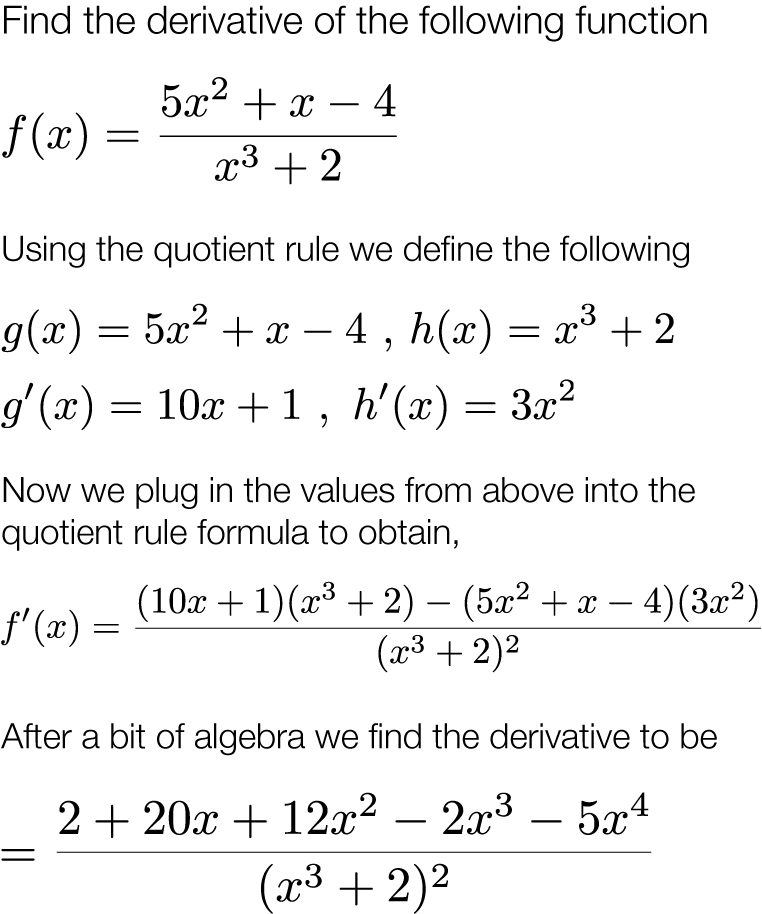 Find the derivative of the following function
f(x) = \frac{5x^2 + x - 4}{x^3 + 2}
Using the quotient rule we define the following
g(x) = 5x^2 + x - 4 , h(x) = x^3 + 2
g'(x) = 10x + 1 , h'(x) = 3x^2
Now we plug in the values from above into the
quotient rule formula to obtain,
f'(x) = \frac{(10x + 1)(x^3 + 2) - (5x^2 + x - 4)(3x^2)}{(x^3 + 2)^2}
After a bit of algebra we find the derivative to be
= \frac{2 + 20x + 12x^2 - 2x^3 - 5x^4}{(x^3 + 2)^2}